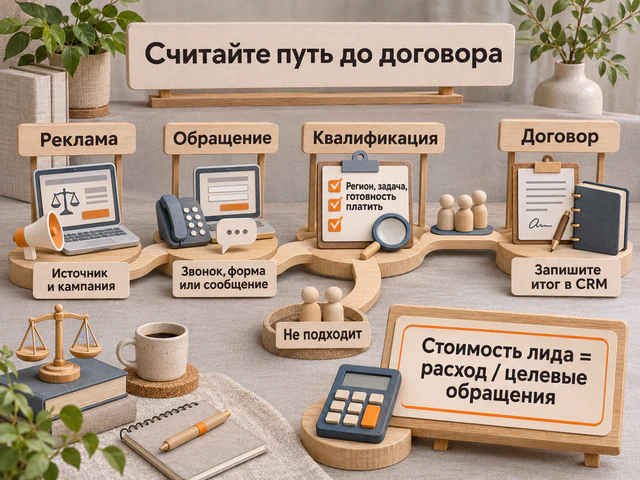 Считайте путь до договора
Реклама
Обращение
Квалификация
Договор
Регион, задача,
готовность
платить
Источник
и кампания
Звонок, форма
или сообщение
Запишите
итог в CRM
Не подходит
Стоимость лида =
расход / целевые
обращения